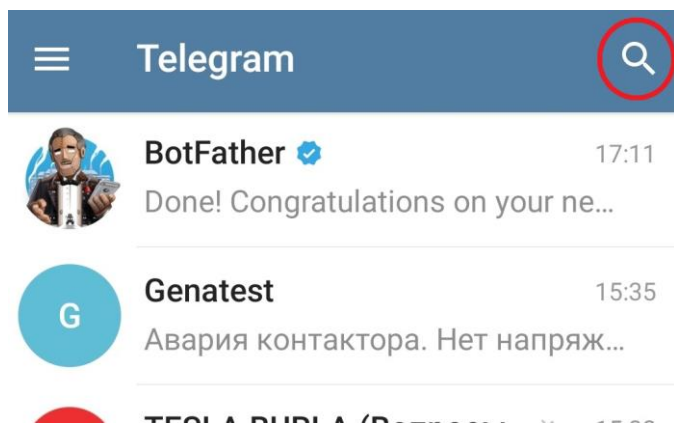 Telegram
BotFather
17:11
Done! Congratulations on your ne...
G
Genatest
15:35
Авария контактора. Нет напряж...